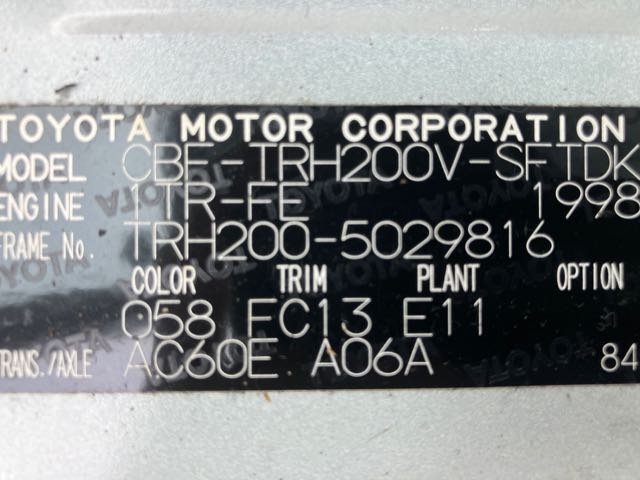 TOYOTA MOTOR CORPORATION
MODEL CBF-TRH200V-SFTDK
ENGINE 1TR-FE 1998
FRAME No. TRH200-5029816
COLOR TRIM PLANT OPTION
058 FC13 E11
TRANS./AXLE AC60E A06A 84